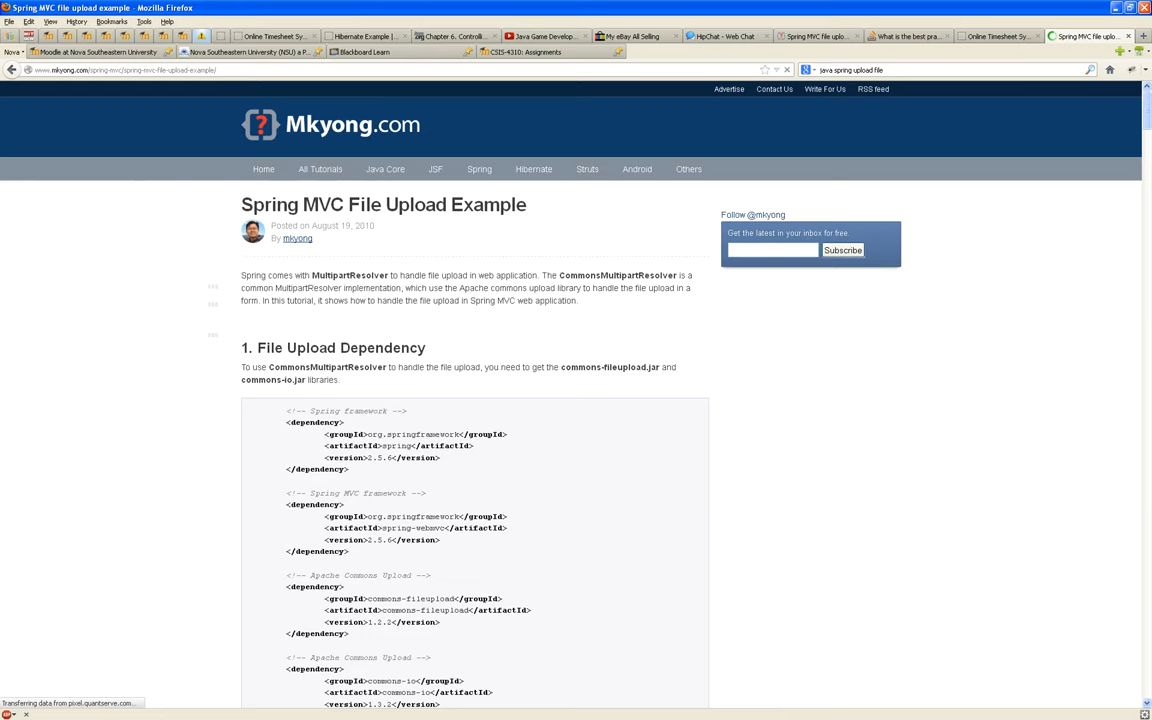 Spring MVC file upload example - Mozilla Firefox
File Edit View History Bookmarks Tools Help
Online Timesheet Sy... Hibernate Example |... Chapter 6. Controlli... Java Game Develop... My eBay All Selling HipChat - Web Chat Spring MVC file uplo... What is the best pra... Online Timesheet Sy... Spring MVC file uplo...
Nova Moodle at Nova Southeastern University Nova Southeastern University (NSU) a P... Blackboard Learn CSIS-4310: Assignments
www.mkyong.com/spring-mvc/spring-mvc-file-upload-example/ java spring upload file
Advertise Contact Us Write For Us RSS feed
{?} Mkyong.com
Home All Tutorials Java Core JSF Spring Hibernate Struts Android Others
Spring MVC File Upload Example
Posted on August 19, 2010
By mkyong
Follow @mkyong
Get the latest in your inbox for free.
Subscribe
Spring comes with MultipartResolver to handle file upload in web application. The CommonsMultipartResolver is a
common MultipartResolver implementation, which use the Apache commons upload library to handle the file upload in a
form. In this tutorial, it shows how to handle the file upload in Spring MVC web application.
1. File Upload Dependency
To use CommonsMultipartResolver to handle the file upload, you need to get the commons-fileupload.jar and
commons-io.jar libraries.
<!-- Spring framework -->
<dependency>
<groupId>org.springframework</groupId>
<artifactId>spring</artifactId>
<version>2.5.6</version>
</dependency>
<!-- Spring MVC framework -->
<dependency>
<groupId>org.springframework</groupId>
<artifactId>spring-webmvc</artifactId>
<version>2.5.6</version>
</dependency>
<!-- Apache Commons Upload -->
<dependency>
<groupId>commons-fileupload</groupId>
<artifactId>commons-fileupload</artifactId>
<version>1.2.2</version>
</dependency>
<!-- Apache Commons Upload -->
<dependency>
<groupId>commons-io</groupId>
<artifactId>commons-io</artifactId>
<version>1.3.2</version>
Transferring data from pixel.quantserve.com...